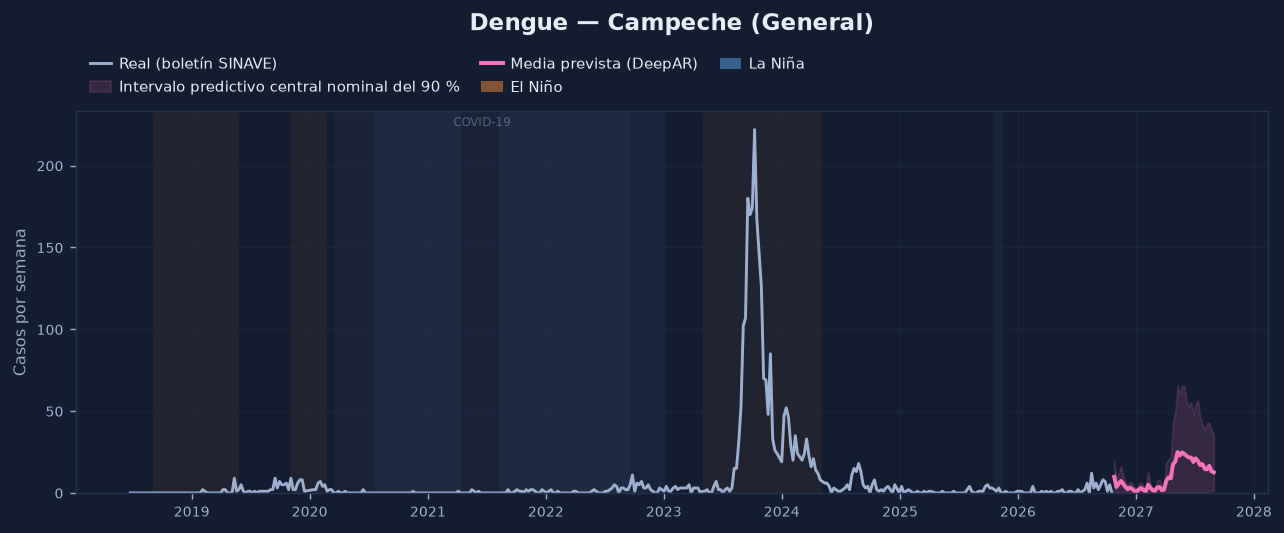 Dengue — Campeche (General)
Real (boletín SINAVE)
Intervalo predictivo central nominal del 90 %
Media prevista (DeepAR)
El Niño
La Niña
COVID-19
Casos por semana
200
150
100
50
0
2019 2020 2021 2022 2023 2024 2025 2026 2027 2028